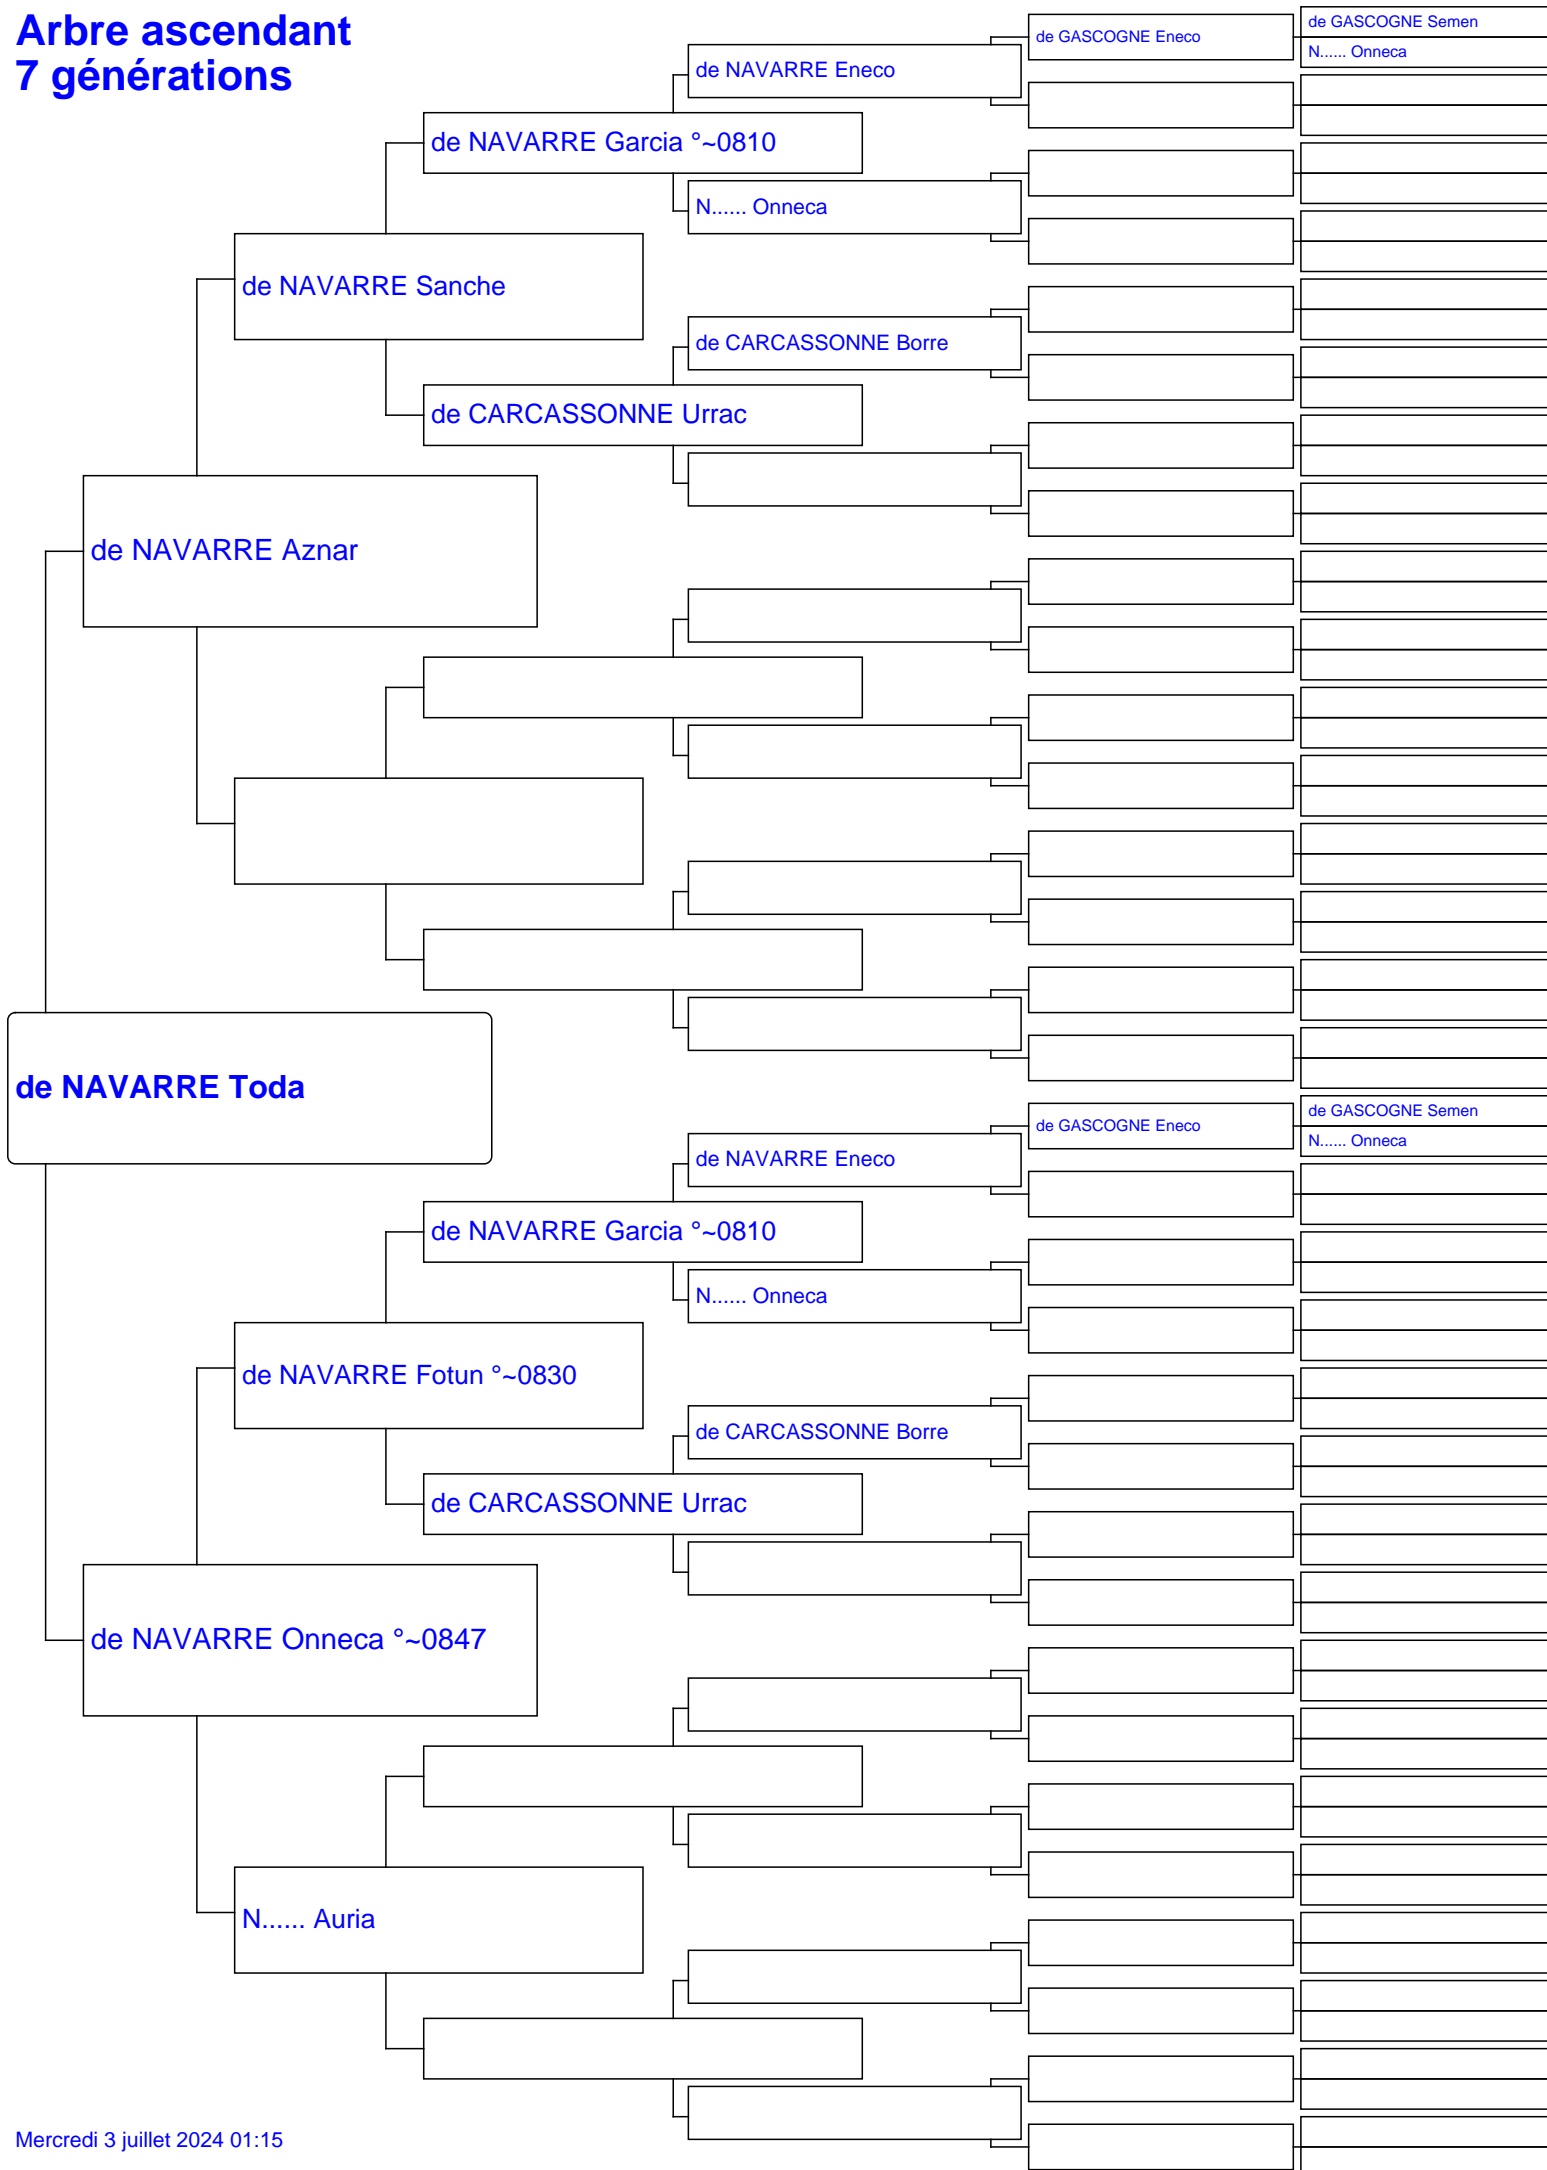 Arbre ascendant
7 générations
de GASCOGNE Semen
de GASCOGNE Eneco
N...... Onneca
de NAVARRE Eneco
de NAVARRE Garcia °~0810
N...... Onneca
de NAVARRE Sanche
de CARCASSONNE Borre
de CARCASSONNE Urrac
de NAVARRE Aznar
de NAVARRE Toda
de GASCOGNE Semen
de GASCOGNE Eneco
N...... Onneca
de NAVARRE Eneco
de NAVARRE Garcia °~0810
N...... Onneca
de NAVARRE Fotun °~0830
de CARCASSONNE Borre
de CARCASSONNE Urrac
de NAVARRE Onneca °~0847
N...... Auria
Mercredi 3 juillet 2024 01:15